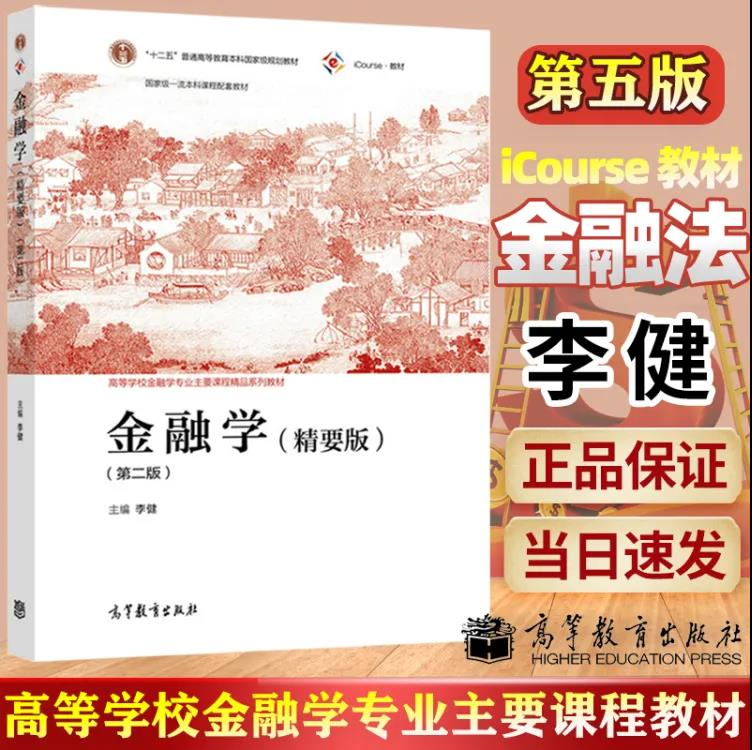 "十二五"普通高等教育本科国家级规划教材
iCourse·教材
国家级一流本科课程配套教材
高等学校金融学专业主要课程精品系列教材
金融学(精要版)
(第二版)
主编 李健
高等教育出版社
金融学(精要版)(第二版)
主编 李健
第五版
iCourse 教材
金融法
李健
正品保证
当日速发
高等教育出版社
HIGHER EDUCATION PRESS
高等学校金融学专业主要课程教材